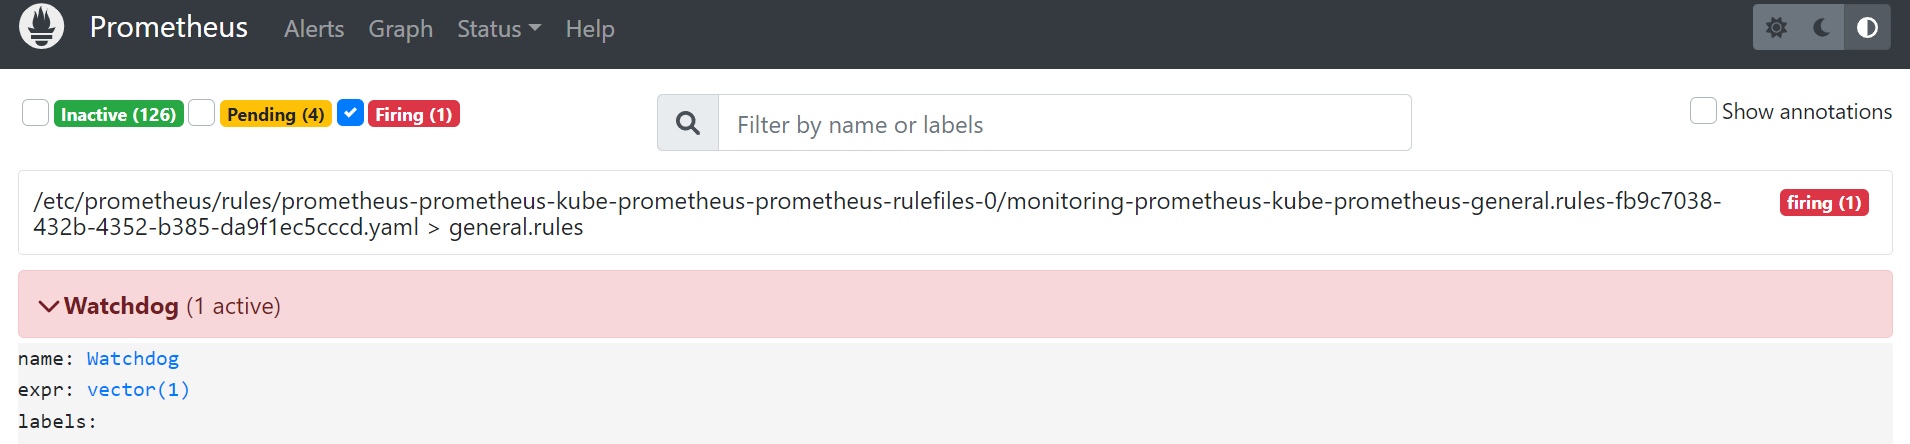 Prometheus Alerts Graph Status Help
Inactive (126) Pending (4) Firing (1) Filter by name or labels Show annotations
/etc/prometheus/rules/prometheus-prometheus-kube-prometheus-prometheus-rulefiles-0/monitoring-prometheus-kube-prometheus-general.rules-fb9c7038- firing (1)
432b-4352-b385-da9f1ec5cccd.yaml > general.rules
Watchdog (1 active)
name: Watchdog
expr: vector(1)
labels: